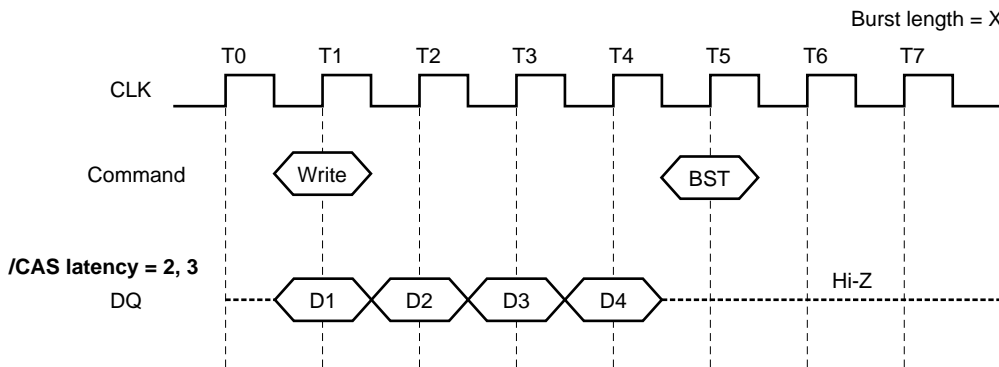 Burst length = X
T0 T1 T2 T3 T4 T5 T6 T7
CLK
Command Write BST
/CAS latency = 2, 3
DQ D1 D2 D3 D4 Hi-Z